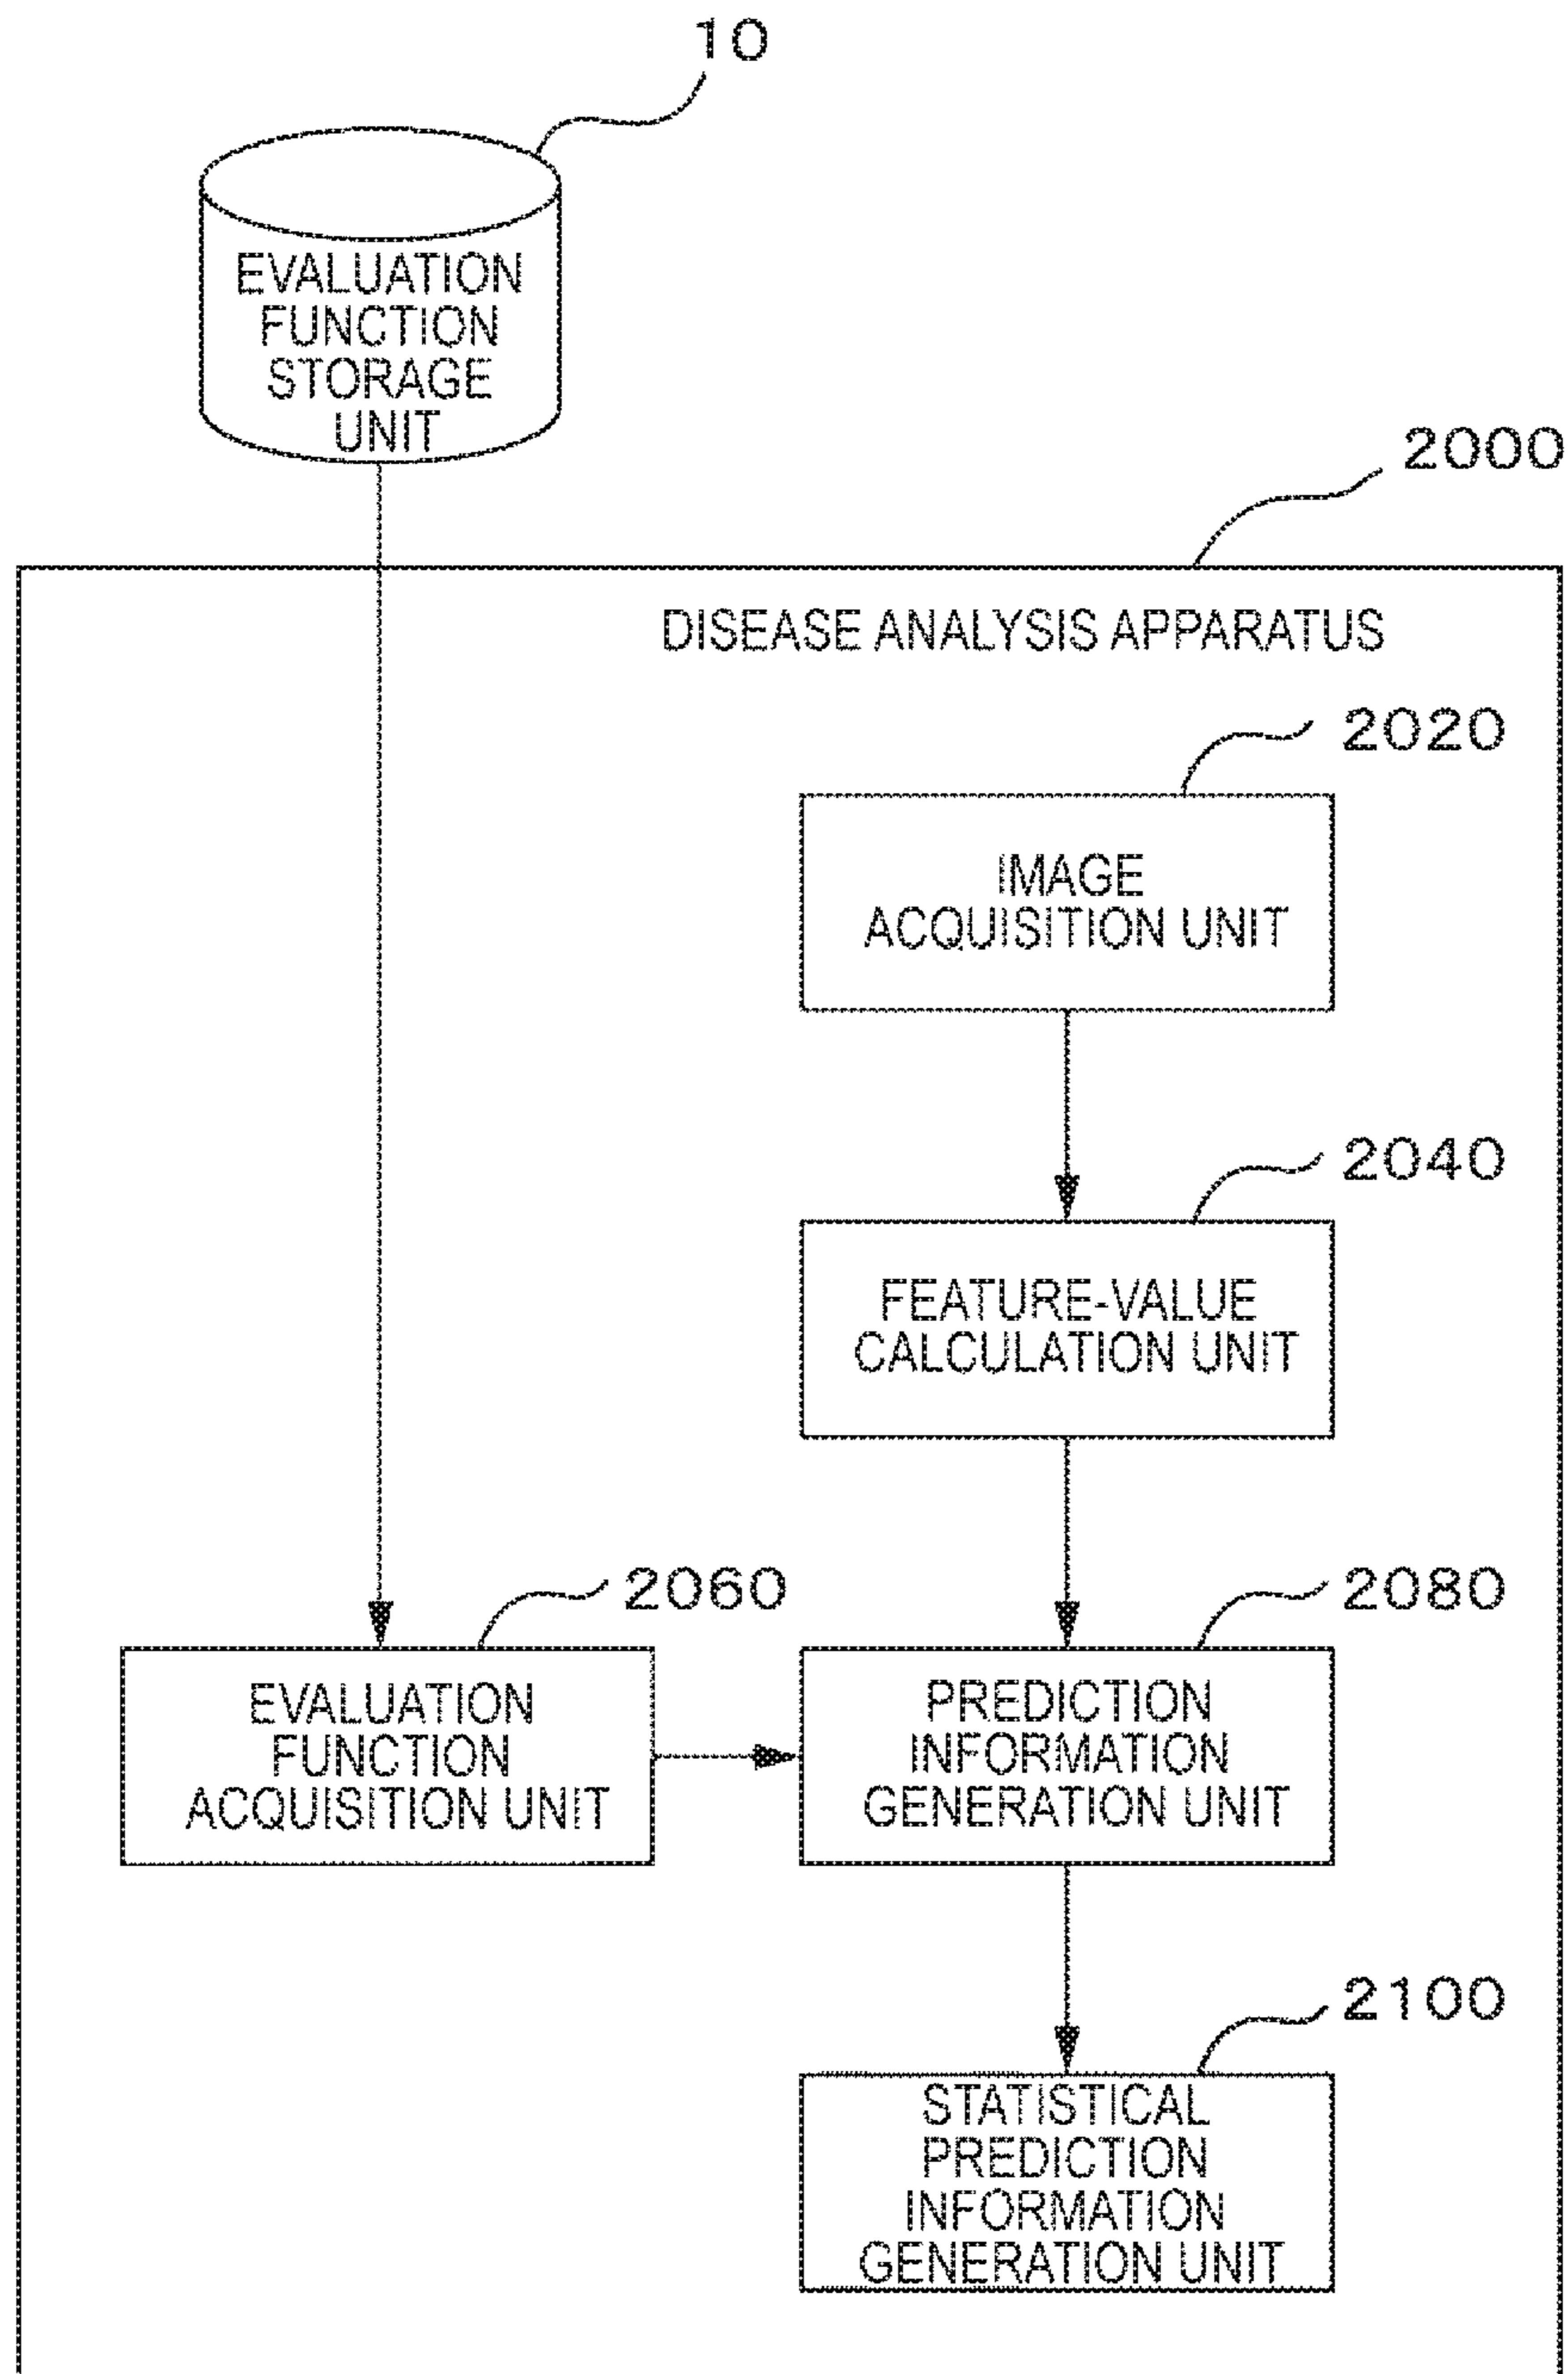 10
EVALUATION
FUNCTION
STORAGE
UNIT
2000
DISEASE ANALYSIS APPARATUS
2020
IMAGE
ACQUISITION UNIT
2040
FEATURE-VALUE
CALCULATION UNIT
2060
EVALUATION
FUNCTION
ACQUISITION UNIT
2080
PREDICTION
INFORMATION
GENERATION UNIT
2100
STATISTICAL
PREDICTION
INFORMATION
GENERATION UNIT